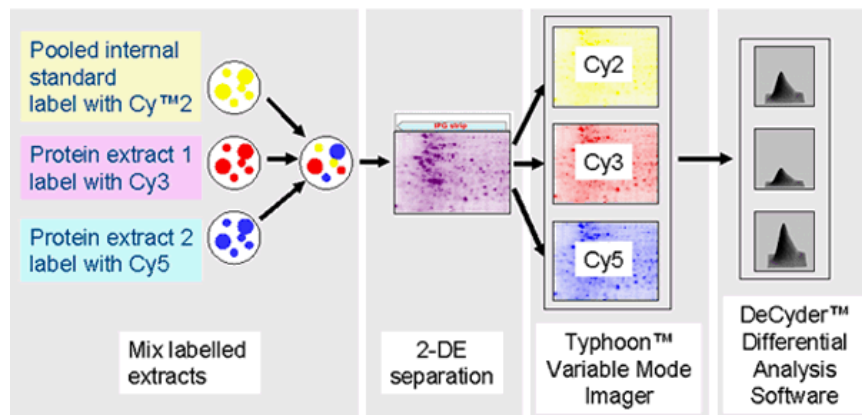 Pooled internal
standard
label with Cy™2
Protein extract 1
label with Cy3
Protein extract 2
label with Cy5
Mix labelled
extracts
IPG strip
2-DE
separation
Cy2
Cy3
Cy5
Typhoon™
Variable Mode
Imager
DeCyder™
Differential
Analysis
Software